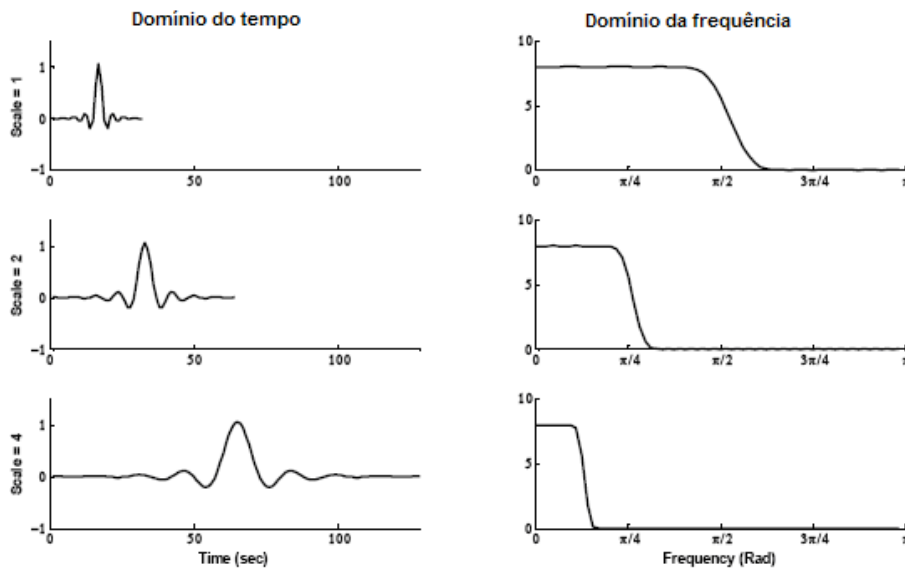 Domínio do tempo
Domínio da frequência
Scale = 1
1
0
−1
0
50
100
10
5
0
0
π/4
π/2
3π/4
π
Scale = 2
1
0
−1
0
50
100
10
5
0
0
π/4
π/2
3π/4
π
Scale = 4
1
0
−1
0
50
100
Time (sec)
10
5
0
0
π/4
π/2
3π/4
π
Frequency (Rad)